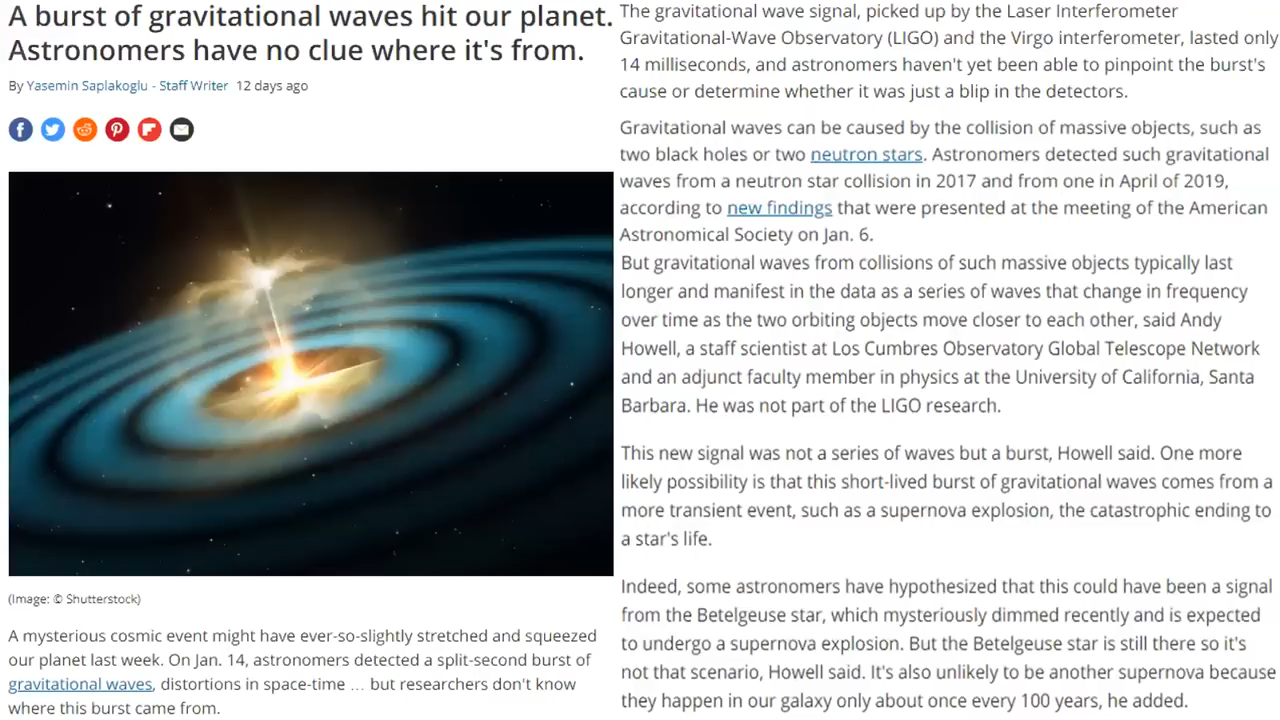 A burst of gravitational waves hit our planet.
Astronomers have no clue where it's from.
By Yasemin Saplakoglu - Staff Writer 12 days ago
(Image: © Shutterstock)
A mysterious cosmic event might have ever-so-slightly stretched and squeezed
our planet last week. On Jan. 14, astronomers detected a split-second burst of
gravitational waves, distortions in space-time … but researchers don't know
where this burst came from.
The gravitational wave signal, picked up by the Laser Interferometer
Gravitational-Wave Observatory (LIGO) and the Virgo interferometer, lasted only
14 milliseconds, and astronomers haven't yet been able to pinpoint the burst's
cause or determine whether it was just a blip in the detectors.
Gravitational waves can be caused by the collision of massive objects, such as
two black holes or two neutron stars. Astronomers detected such gravitational
waves from a neutron star collision in 2017 and from one in April of 2019,
according to new findings that were presented at the meeting of the American
Astronomical Society on Jan. 6.
But gravitational waves from collisions of such massive objects typically last
longer and manifest in the data as a series of waves that change in frequency
over time as the two orbiting objects move closer to each other, said Andy
Howell, a staff scientist at Los Cumbres Observatory Global Telescope Network
and an adjunct faculty member in physics at the University of California, Santa
Barbara. He was not part of the LIGO research.
This new signal was not a series of waves but a burst, Howell said. One more
likely possibility is that this short-lived burst of gravitational waves comes from a
more transient event, such as a supernova explosion, the catastrophic ending to
a star's life.
Indeed, some astronomers have hypothesized that this could have been a signal
from the Betelgeuse star, which mysteriously dimmed recently and is expected
to undergo a supernova explosion. But the Betelgeuse star is still there so it's
not that scenario, Howell said. It's also unlikely to be another supernova because
they happen in our galaxy only about once every 100 years, he added.